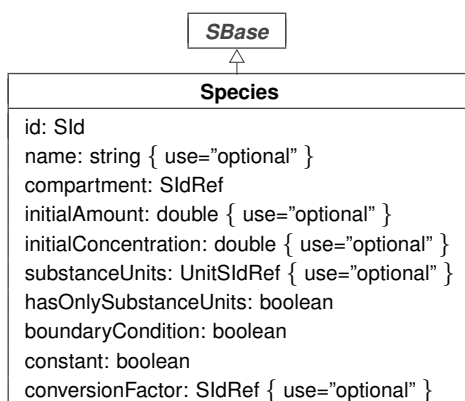 SBase
Species
id: SId
name: string { use=”optional” }
compartment: SIdRef
initialAmount: double { use=”optional” }
initialConcentration: double { use=”optional” }
substanceUnits: UnitSIdRef { use=”optional” }
hasOnlySubstanceUnits: boolean
boundaryCondition: boolean
constant: boolean
conversionFactor: SIdRef { use=”optional” }